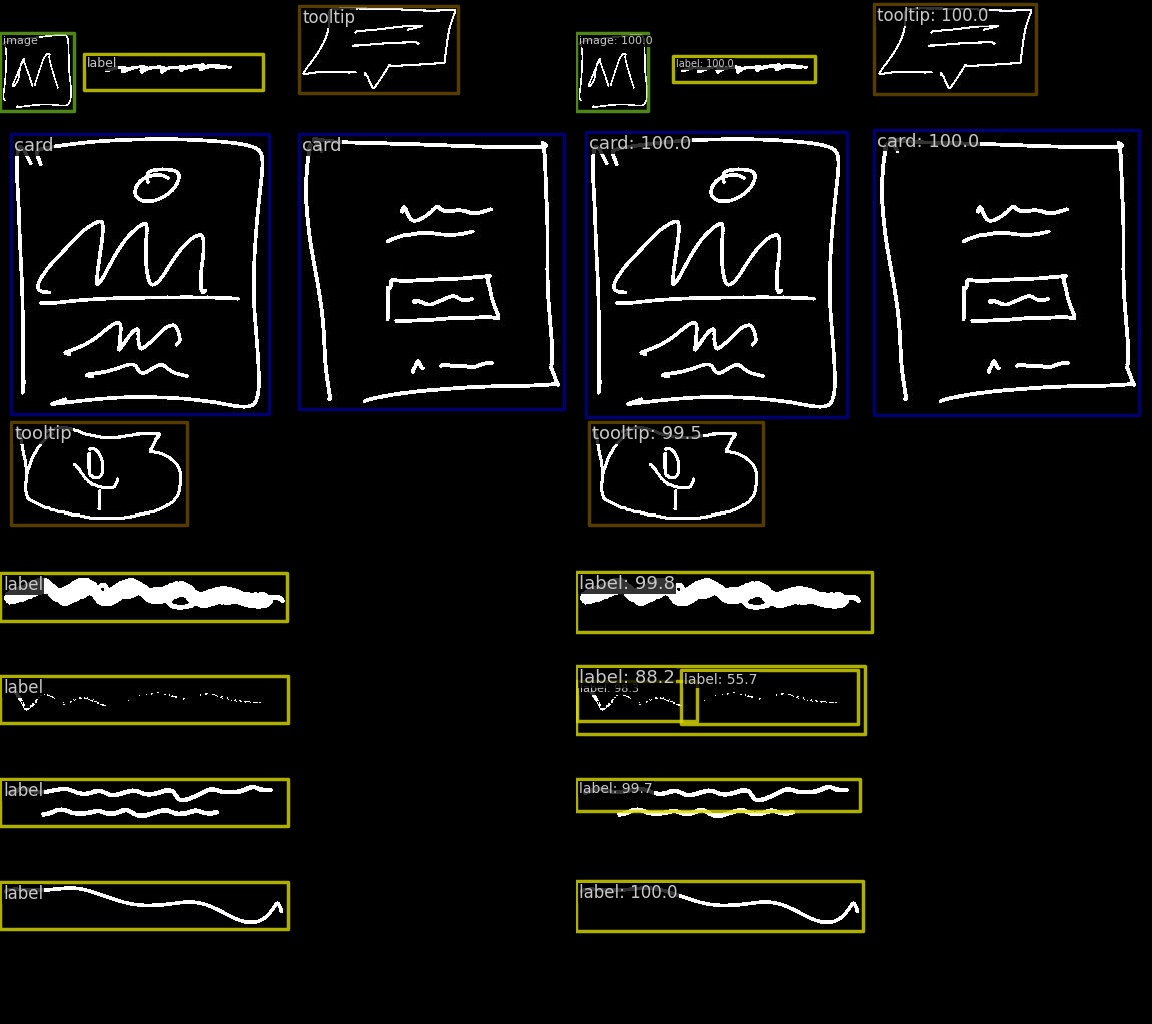 tooltip
tooltip: 100.0
image
label
image: 100.0
label: 100.0
card
card
card: 100.0
card: 100.0
tooltip
tooltip: 99.5
label
label: 99.8
label
label: 88.2
label: 55.7
label: 98.3
label
label: 99.7
label
label: 100.0